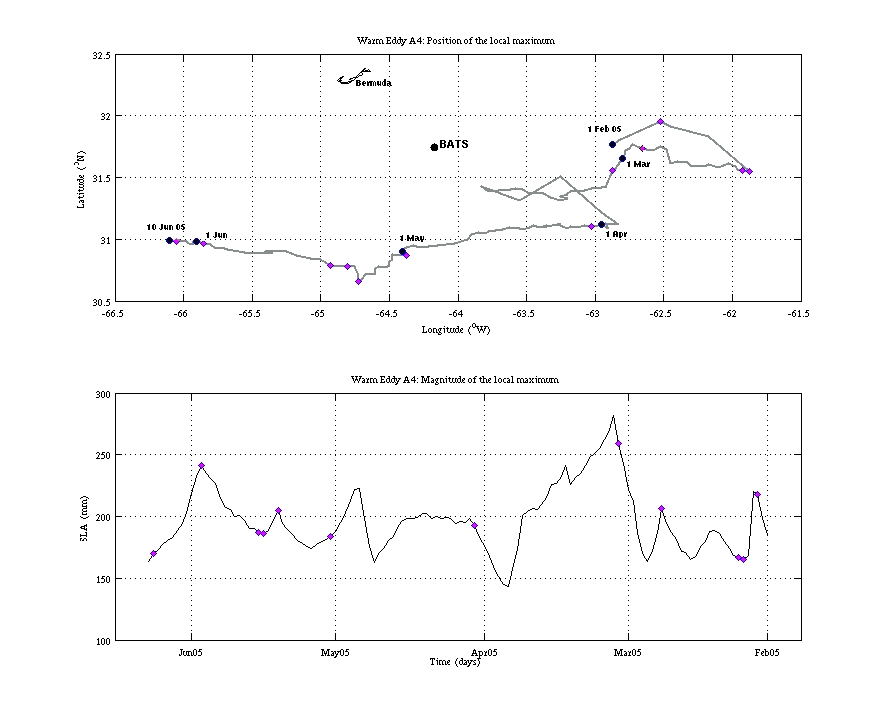 Warm Eddy A4: Position of the local maximum
32.5
Bermuda
32
1 Feb 05
BATS
1 Mar
Latitude (°N)
31.5
10 Jun 05
1 Jun
1 May
1 Apr
31
30.5
-66.5 -66 -65.5 -65 -64.5 -64 -63.5 -63 -62.5 -62 -61.5
Longitude (°W)
Warm Eddy A4: Magnitude of the local maximum
300
250
SLA (mm)
200
150
100
Jun05 May05 Apr05 Mar05 Feb05
Time (days)